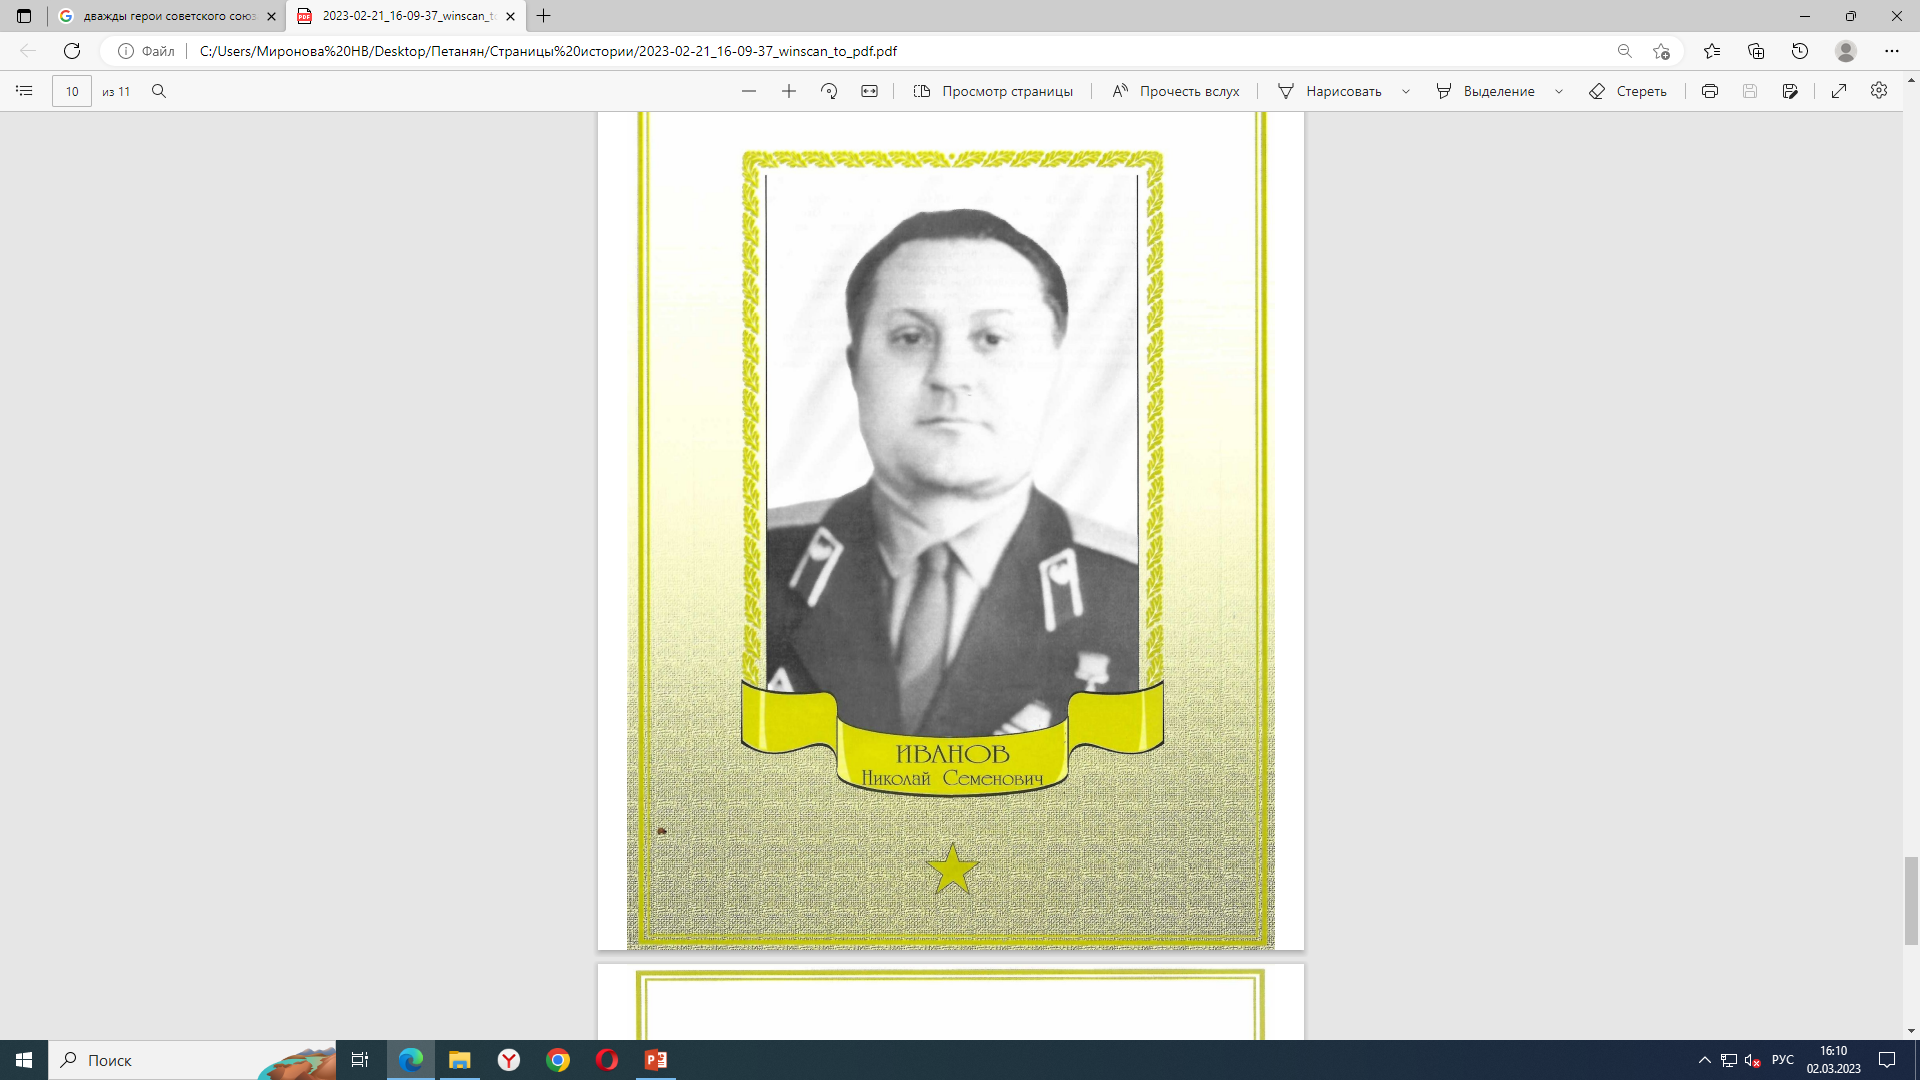 дважды герои советского союз
2023-02-21_16-09-37_winscan_to
Файл
C:/Users/Миронова%20НВ/Desktop/Петанян/Страницы%20истории/2023-02-21_16-09-37_winscan_to_pdf.pdf
10 из 11
Просмотр страницы
Прочесть вслух
Нарисовать
Выделение
Стереть
ИВАНОВ
Николай Семенович
Поиск
РУС
16:10
02.03.2023